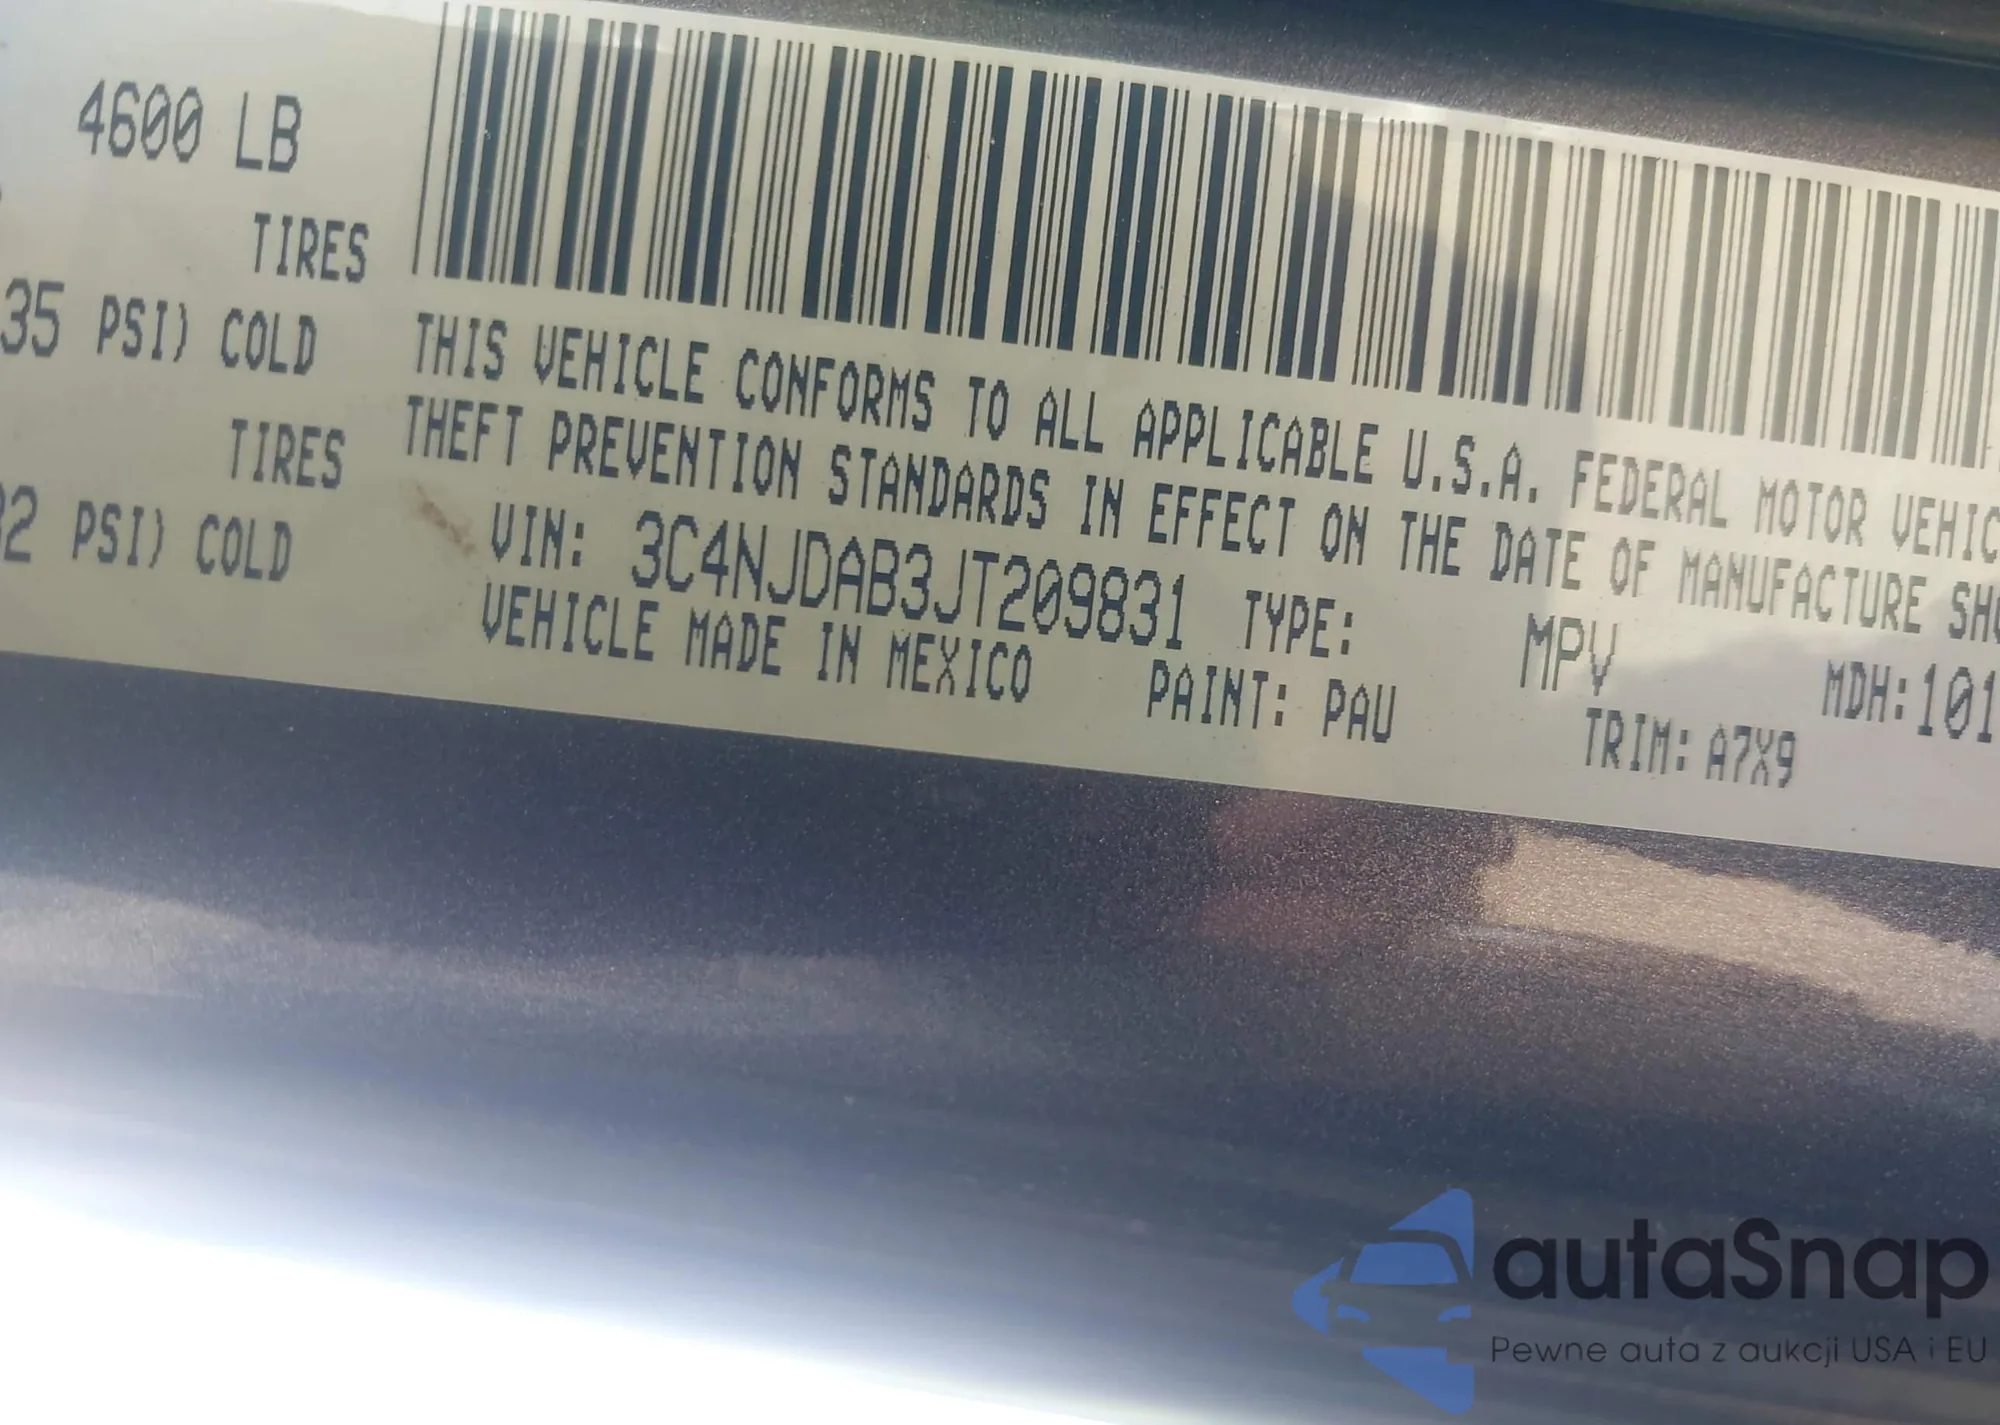 4600 LB
TIRES
35 PSI) COLD
TIRES
PSI) COLD
THIS VEHICLE CONFORMS TO ALL APPLICABLE U.S.A. FEDERAL MOTOR VEHIC
THEFT PREVENTION STANDARDS IN EFFECT ON THE DATE OF MANUFACTURE SHO
VIN: 3C4NJDAB3JT209831 TYPE: MPV MDH:101
VEHICLE MADE IN MEXICO PAINT: PAU TRIM: A7X9
autaSnap
Pewne auta z aukcji USA i EU